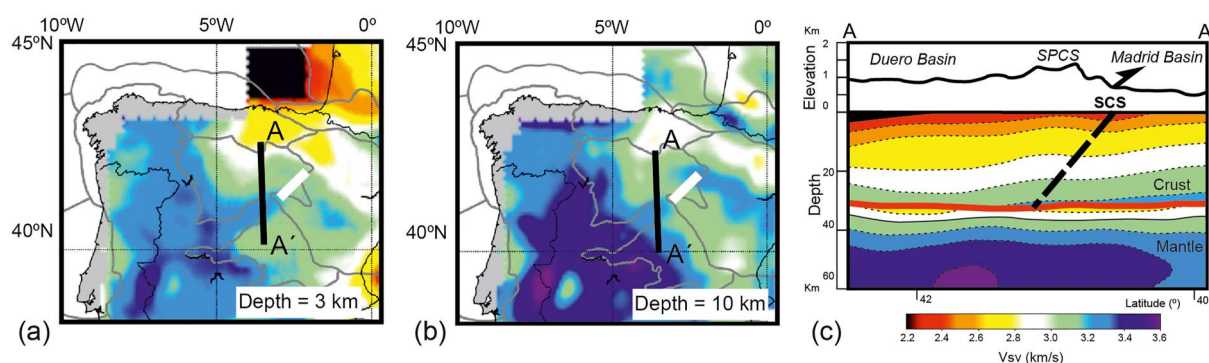 10ºW 5ºW 0º
45ºN
40ºN
A
A´
Depth = 3 km
(a)
10ºW 5ºW 0º
45ºN
40ºN
A
A´
Depth = 10 km
(b)
A A
Km
2
1
0
Elevation
Duero Basin
SPCS
Madrid Basin
SCS
20
40
60
Km
Depth
Crust
Mantle
42
Latitude (º)
40
(c)
2.2 2.4 2.6 2.8 3.0 3.2 3.4 3.6
Vsv (km/s)